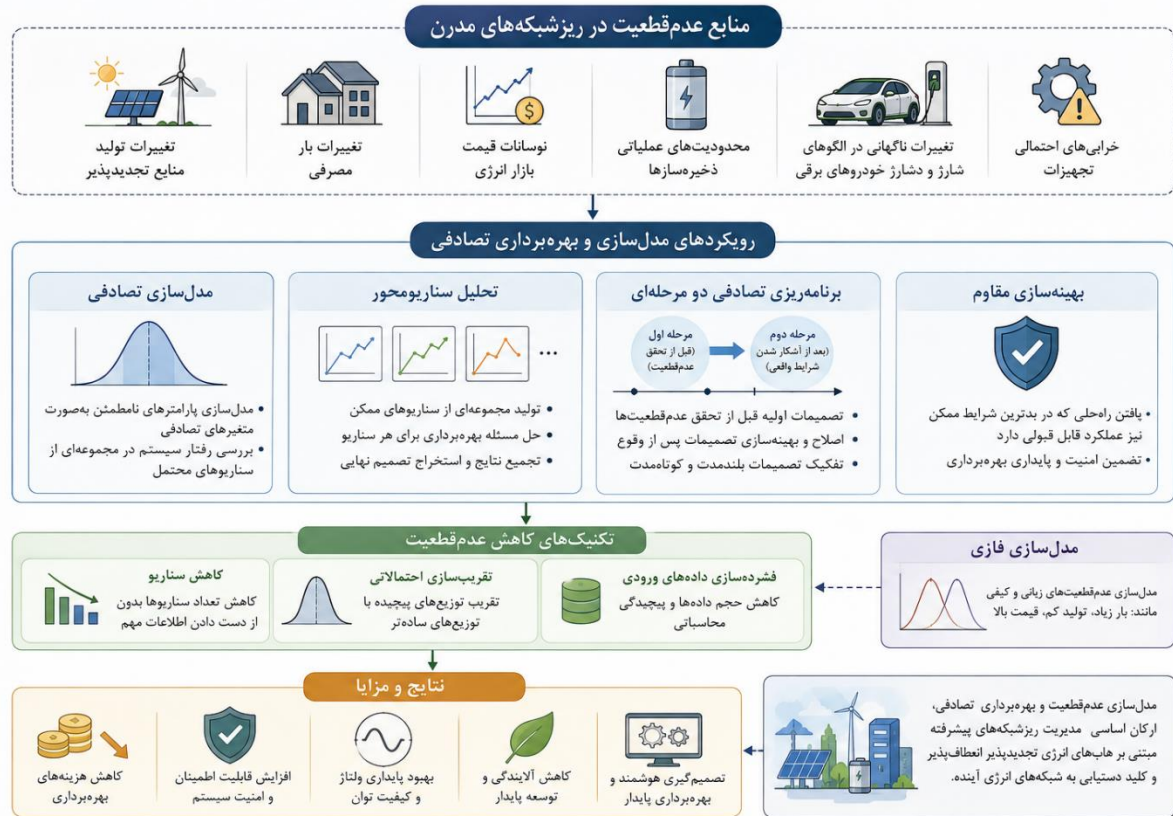 منابع عدم‌قطعیت در ریزشبکه‌های مدرن
خرابی‌های احتمالی
تجهیزات
تغییرات ناگهانی در الگوهای
شارژ و دشارژ خودروهای برقی
محدودیت‌های عملیاتی
ذخیره‌سازها
نوسانات قیمت
بازار انرژی
تغییرات بار
مصرفی
تغییرات تولید
منابع تجدیدپذیر
رویکردهای مدل‌سازی و بهره‌برداری تصادفی
بهینه‌سازی مقاوم
• یافتن راه‌حلی که در بدترین شرایط ممکن
نیز عملکرد قابل قبولی دارد
• تضمین امنیت و پایداری بهره‌برداری
برنامه‌ریزی تصادفی دو مرحله‌ای
مرحله اول
(قبل از تحقق
عدم‌قطعیت)
مرحله دوم
(بعد از آشکار شدن
شرایط واقعی)
• تصمیمات اولیه قبل از تحقق عدم‌قطعیت‌ها
• اصلاح و بهینه‌سازی تصمیمات پس از وقوع
• تفکیک تصمیمات بلندمدت و کوتاه‌مدت
تحلیل سناریومحور
...
• تولید مجموعه‌ای از سناریوهای ممکن
• حل مسئله بهره‌برداری برای هر سناریو
• تجمیع نتایج و استخراج تصمیم نهایی
مدل‌سازی تصادفی
• مدل‌سازی پارامترهای نامطمئن به‌صورت
متغیرهای تصادفی
• بررسی رفتار سیستم در مجموعه‌ای از
سناریوهای محتمل
مدل‌سازی فازی
مدل‌سازی عدم‌قطعیت‌های زبانی و کیفی
مانند: بار زیاد، تولید کم، قیمت بالا
تکنیک‌های کاهش عدم‌قطعیت
فشرده‌سازی داده‌های ورودی
کاهش حجم داده‌ها و پیچیدگی
محاسباتی
تقریب‌سازی احتمالاتی
تقریب توزیع‌های پیچیده با
توزیع‌های ساده‌تر
کاهش سناریو
کاهش تعداد سناریوها بدون
از دست دادن اطلاعات مهم
مدل‌سازی عدم‌قطعیت و بهره‌برداری تصادفی،
ارکان اساسی مدیریت ریزشبکه‌های پیشرفته
مبتنی بر هاب‌های انرژی تجدیدپذیر انعطاف‌پذیر
و کلید دستیابی به شبکه‌های انرژی آینده.
نتایج و مزایا
تصمیم‌گیری هوشمند و
بهره‌برداری پایدار
کاهش آلایندگی و
توسعه پایدار
بهبود پایداری ولتاژ
و کیفیت توان
افزایش قابلیت اطمینان
و امنیت سیستم
کاهش هزینه‌های
بهره‌برداری